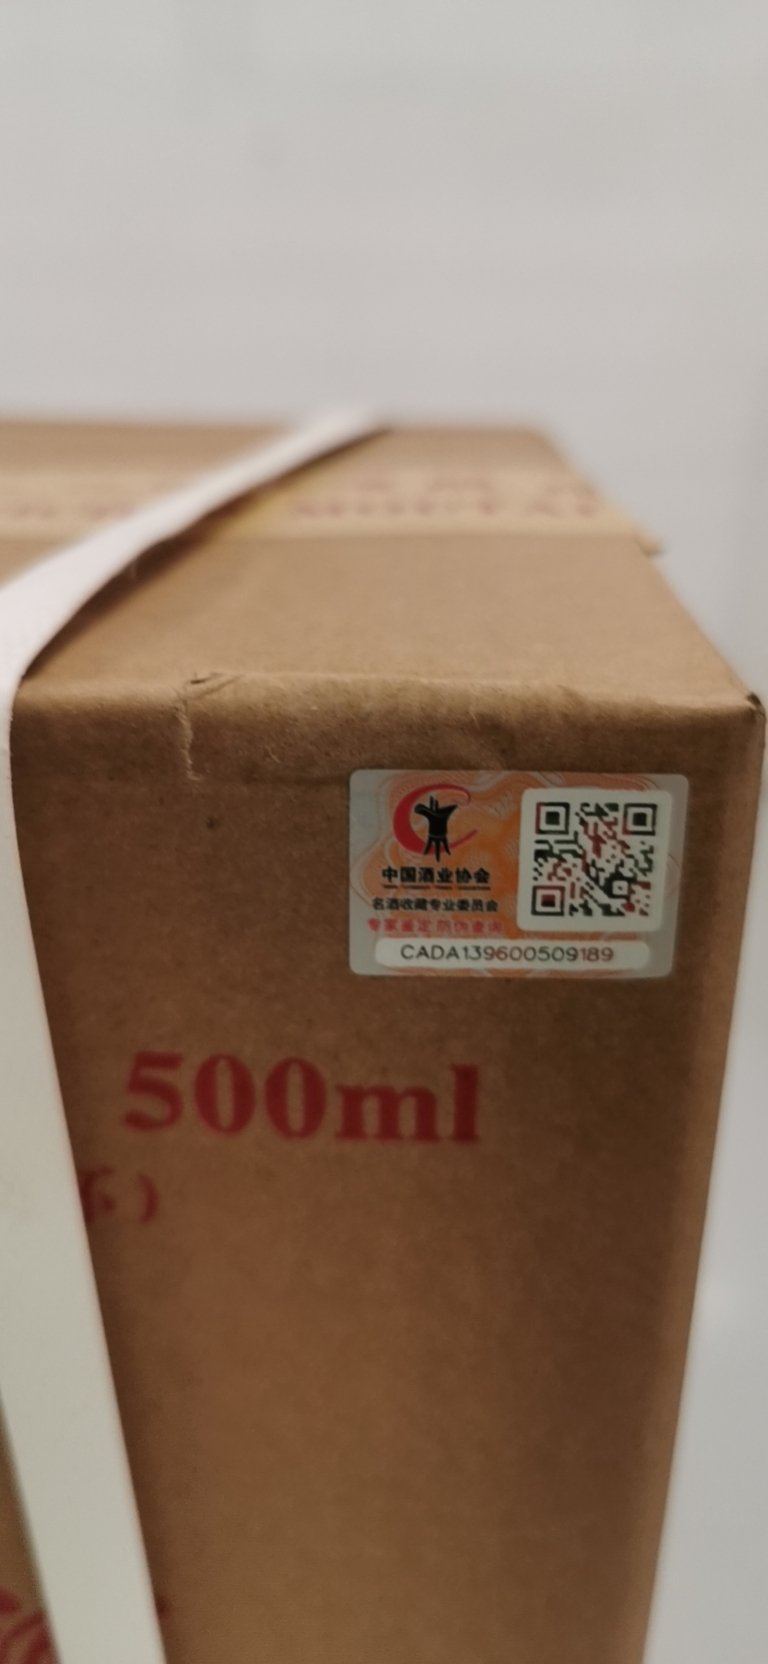 MOUTAI
中国酒业协会
名酒收藏专业委员会
专家鉴定 防伪查询
CADA139600509189
500ml